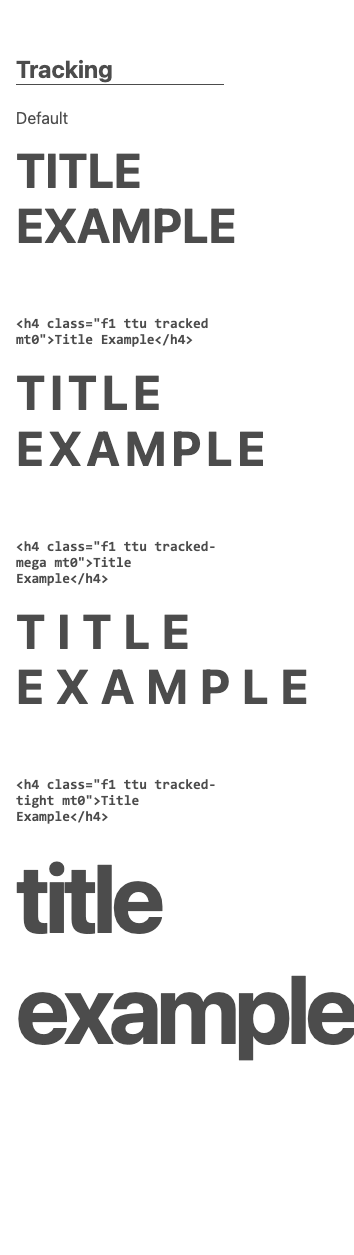 Tracking
Default
TITLE
EXAMPLE
<h4 class="f1 ttu tracked
mt0">Title Example</h4>
TITLE
EXAMPLE
<h4 class="f1 ttu tracked-
mega mt0">Title
Example</h4>
TITLE
EXAMPLE
<h4 class="f1 ttu tracked-
tight mt0">Title
Example</h4>
title
example